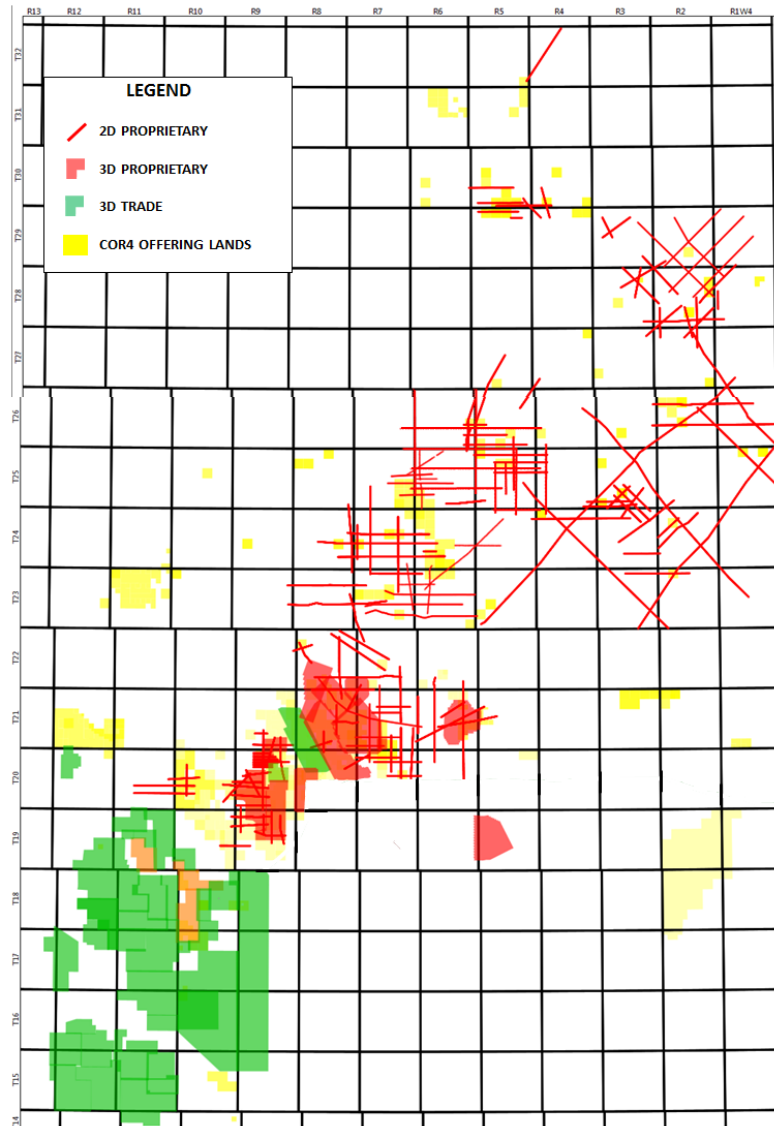 R13 R12 R11 R10 R9 R8 R7 R6 R5 R4 R3 R2 R1W4
T32
LEGEND
2D PROPRIETARY
3D PROPRIETARY
3D TRADE
COR4 OFFERING LANDS
T31
T30
T29
T28
T27
T26
T25
T24
T23
T22
T21
T20
T19
T18
T17
T16
T15
14